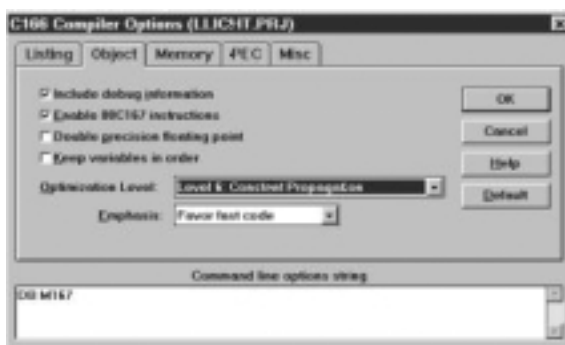 C166 Compiler Options (LLIGHT.PRJ)
Listing Object Memory PEC Misc
Include debug information
Enable 80C167 instructions
Double precision floating point
Keep variables in order
Optimization Level: Level 6: Constant Propagation
Emphasis: Favor fast code
OK
Cancel
Help
Default
Command line options string
DB M167